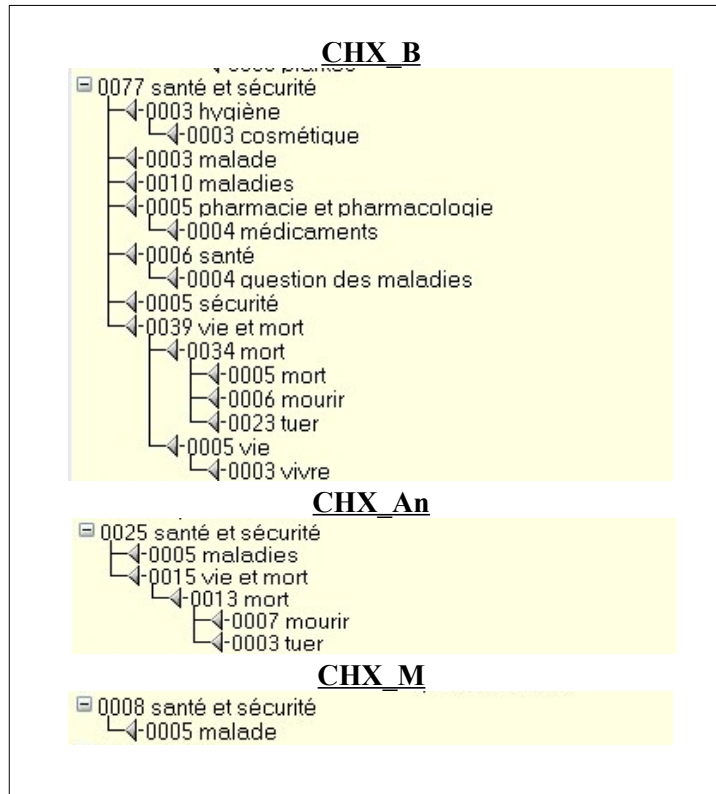 CHX_B
0077 santé et sécurité
0003 hygiène
0003 cosmétique
0003 malade
0010 maladies
0005 pharmacie et pharmacologie
0004 médicaments
0006 santé
0004 question des maladies
0005 sécurité
0039 vie et mort
0034 mort
0005 mort
0006 mourir
0023 tuer
0005 vie
0003 vivre
CHX_An
0025 santé et sécurité
0005 maladies
0015 vie et mort
0013 mort
0007 mourir
0003 tuer
CHX_M
0008 santé et sécurité
0005 malade